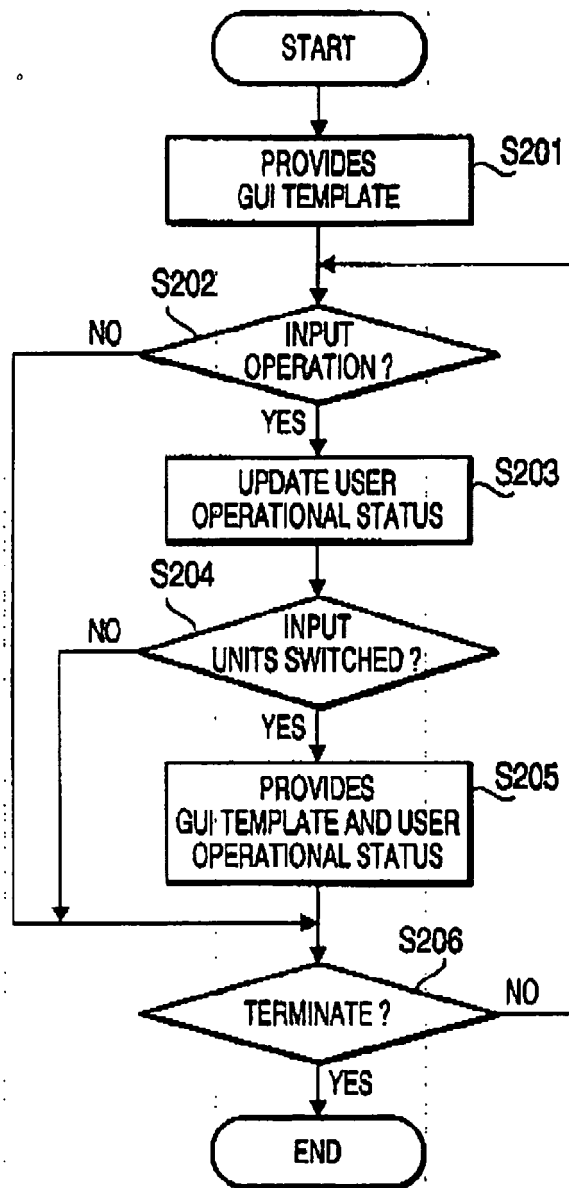 START
PROVIDES
GUI TEMPLATE
S201
S202
NO
INPUT
OPERATION ?
YES
UPDATE USER
OPERATIONAL STATUS
S203
S204
NO
INPUT
UNITS SWITCHED ?
YES
PROVIDES
GUI TEMPLATE AND USER
OPERATIONAL STATUS
S205
S206
TERMINATE ?
NO
YES
END